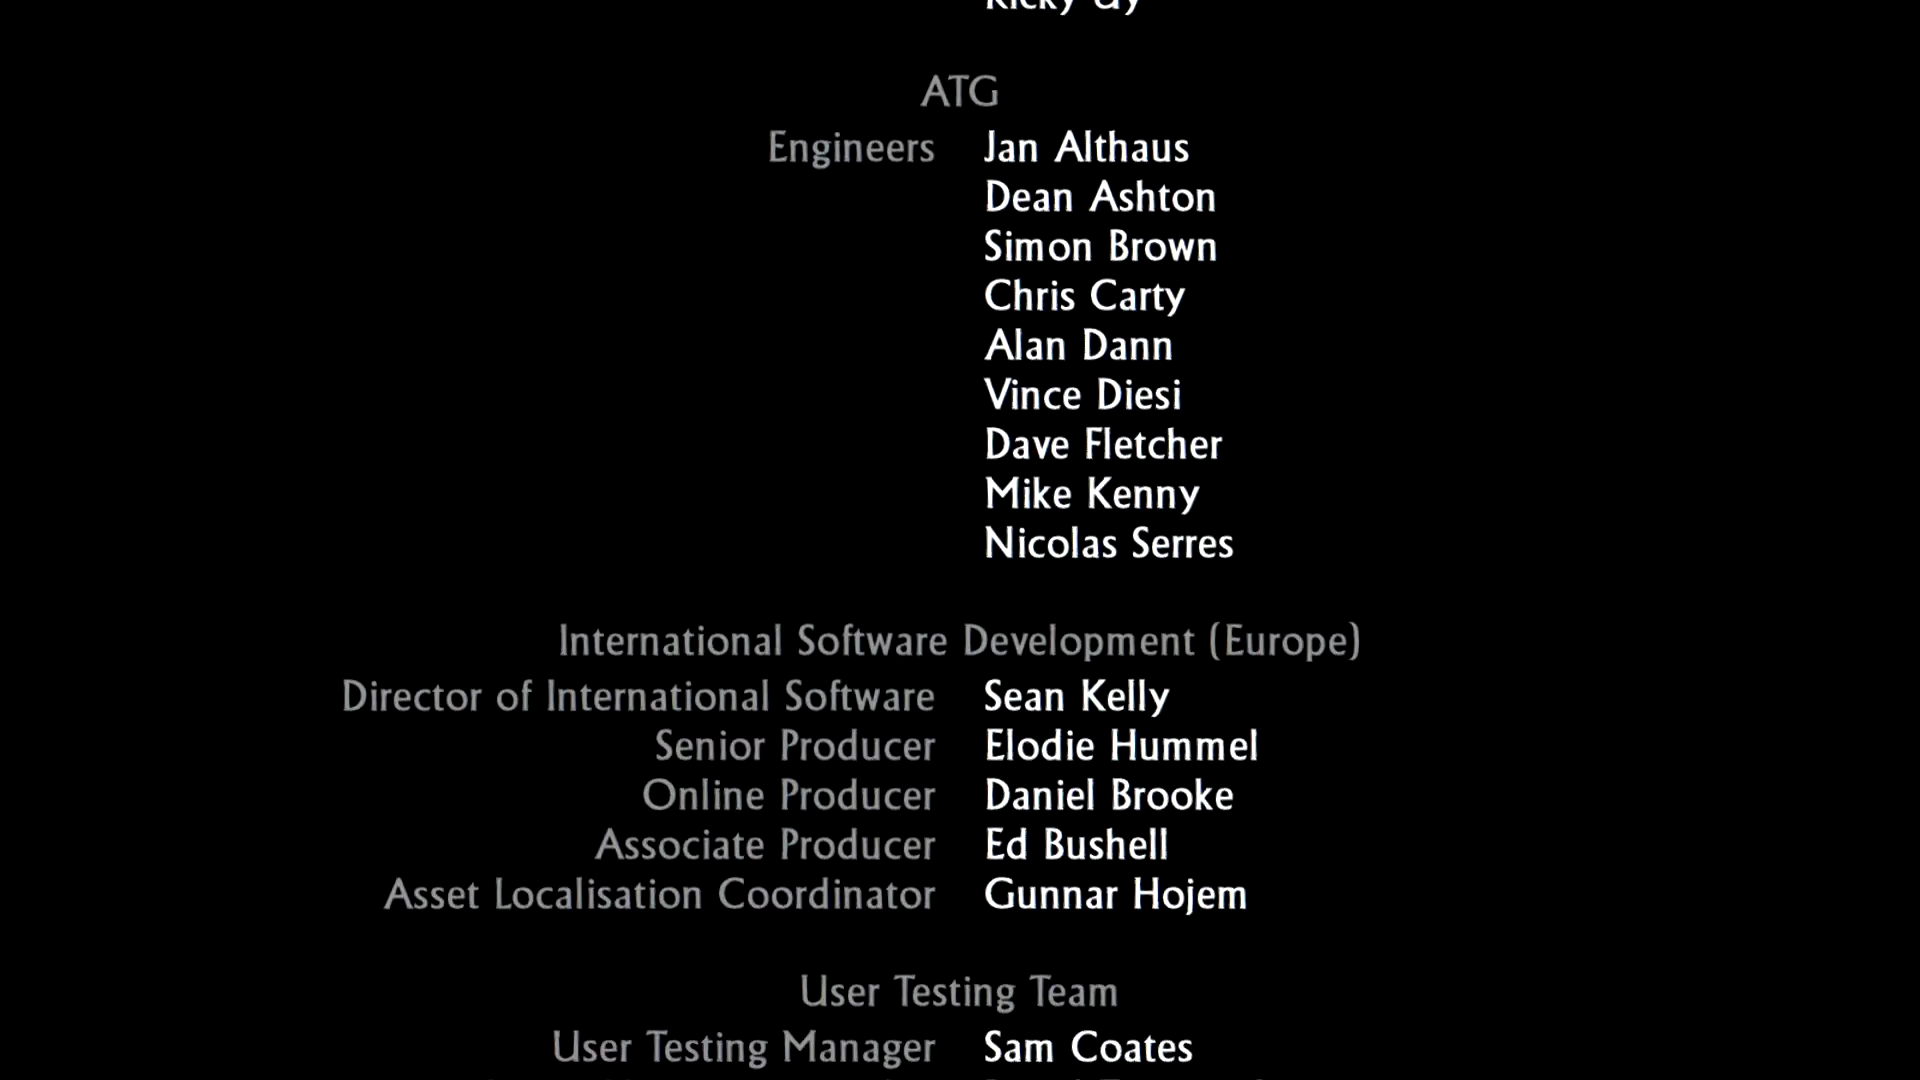 ATG
Engineers Jan Althaus
Dean Ashton
Simon Brown
Chris Carty
Alan Dann
Vince Diesi
Dave Fletcher
Mike Kenny
Nicolas Serres
International Software Development (Europe)
Director of International Software Sean Kelly
Senior Producer Elodie Hummel
Online Producer Daniel Brooke
Associate Producer Ed Bushell
Asset Localisation Coordinator Gunnar Hojem
User Testing Team
User Testing Manager Sam Coates